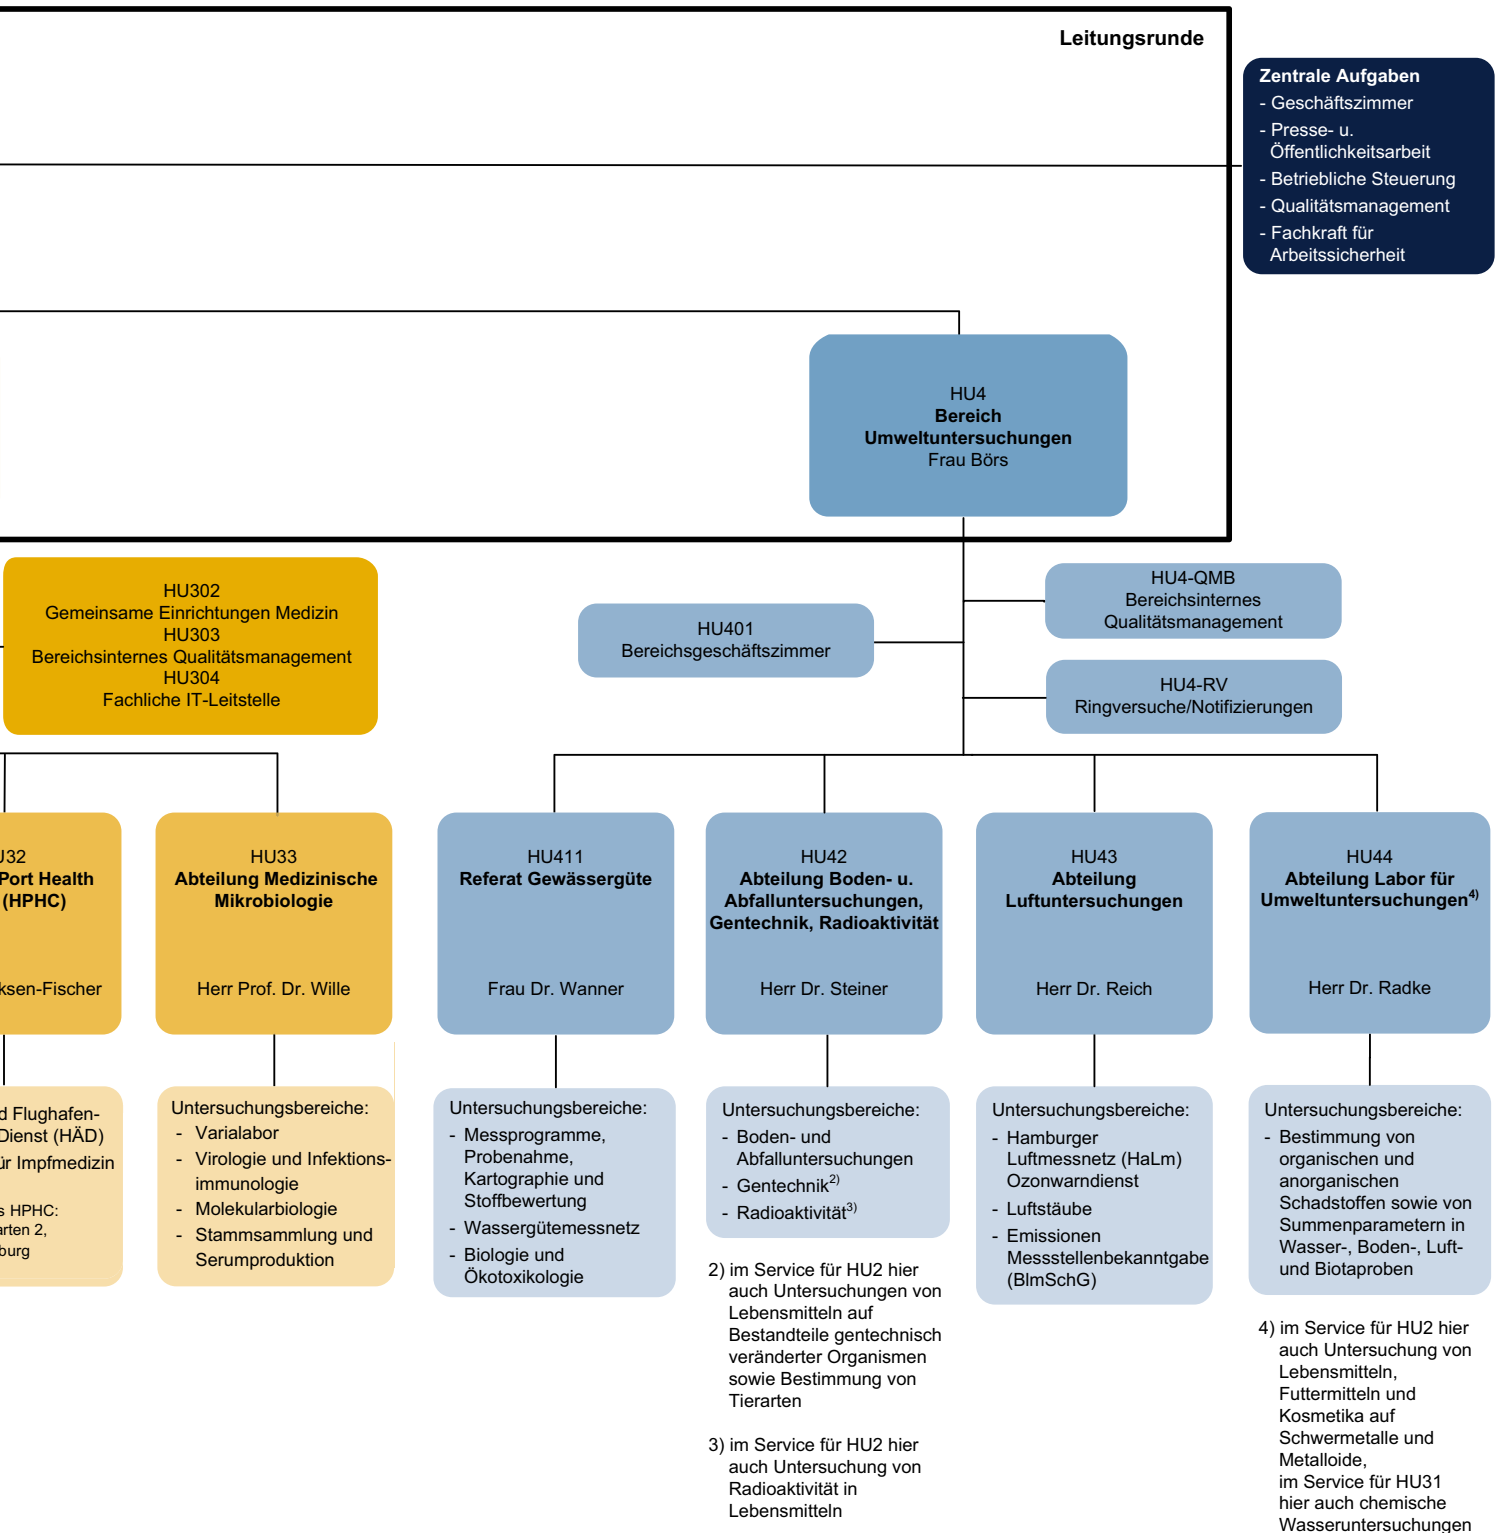 Leitungsrunde
Zentrale Aufgaben
- Geschäftszimmer
- Presse- u.
Öffentlichkeitsarbeit
- Betriebliche Steuerung
- Qualitätsmanagement
- Fachkraft für
Arbeitssicherheit
HU4
Bereich
Umweltuntersuchungen
Frau Börs
HU302
Gemeinsame Einrichtungen Medizin
HU303
Bereichsinternes Qualitätsmanagement
HU304
Fachliche IT-Leitstelle
HU401
Bereichsgeschäftszimmer
HU4-QMB
Bereichsinternes
Qualitätsmanagement
HU4-RV
Ringversuche/Notifizierungen
J32
Port Health
(HPHC)
ksen-Fischer
HU33
Abteilung Medizinische
Mikrobiologie
Herr Prof. Dr. Wille
HU411
Referat Gewässergüte
Frau Dr. Wanner
HU42
Abteilung Boden- u.
Abfalluntersuchungen,
Gentechnik, Radioaktivität
Herr Dr. Steiner
HU43
Abteilung
Luftuntersuchungen
Herr Dr. Reich
HU44
Abteilung Labor für
Umweltuntersuchungen4)
Herr Dr. Radke
d Flughafen-
Dienst (HÄD)
ür Impfmedizin
s HPHC:
arten 2,
burg
Untersuchungsbereiche:
- Varialabor
- Virologie und Infektions-
immunologie
- Molekularbiologie
- Stammsammlung und
Serumproduktion
Untersuchungsbereiche:
- Messprogramme,
Probenahme,
Kartographie und
Stoffbewertung
- Wassergütemessnetz
- Biologie und
Ökotoxikologie
Untersuchungsbereiche:
- Boden- und
Abfalluntersuchungen
- Gentechnik2)
- Radioaktivität3)
2) im Service für HU2 hier
auch Untersuchungen von
Lebensmitteln auf
Bestandteile gentechnisch
veränderter Organismen
sowie Bestimmung von
Tierarten
3) im Service für HU2 hier
auch Untersuchung von
Radioaktivität in
Lebensmitteln
Untersuchungsbereiche:
- Hamburger
Luftmessnetz (HaLm)
Ozonwarndienst
- Luftstäube
- Emissionen
Messstellenbekanntgabe
(BImSchG)
Untersuchungsbereiche:
- Bestimmung von
organischen und
anorganischen
Schadstoffen sowie von
Summenparametern in
Wasser-, Boden-, Luft-
und Biotaproben
4) im Service für HU2 hier
auch Untersuchung von
Lebensmitteln,
Futtermitteln und
Kosmetika auf
Schwermetalle und
Metalloide,
im Service für HU31
hier auch chemische
Wasseruntersuchungen